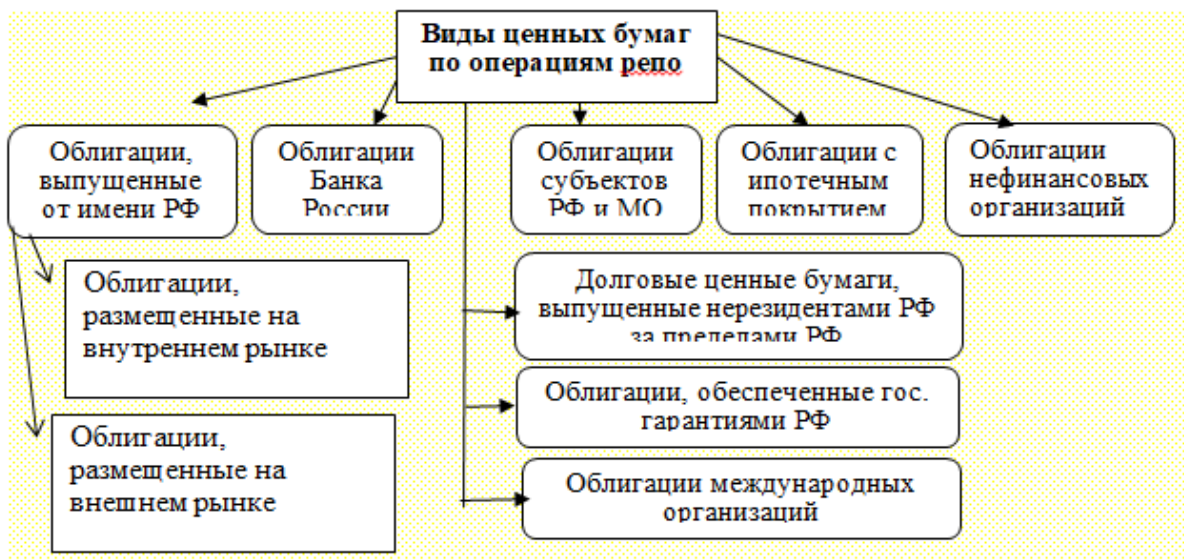 Виды ценных бумаг
по операциям репо
Облигации,
выпущенные
от имени РФ
Облигации
Банка
России
Облигации
субъектов
РФ и МО
Облигации с
ипотечным
покрытием
Облигации
нефинансовых
организаций
Облигации,
размещенные на
внутреннем рынке
Облигации,
размещенные на
внешнем рынке
Долговые ценные бумаги,
выпущенные нерезидентами РФ
за пределами РФ
Облигации, обеспеченные гос.
гарантиями РФ
Облигации международных
организаций